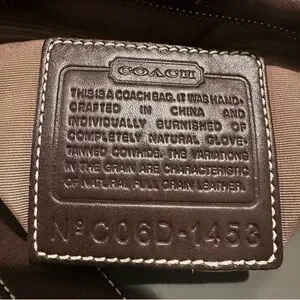 COACH
THIS IS A COACH BAG. IT WAS HAND-
CRAFTED IN CHINA AND
INDIVIDUALLY BURNISHED OF
COMPLETELY NATURAL GLOVE-
TANNED COWHIDE. THE VARIATIONS
IN THE GRAIN ARE CHARACTERISTIC
OF NATURAL FULL GRAIN LEATHER.
Nº C06D-1453